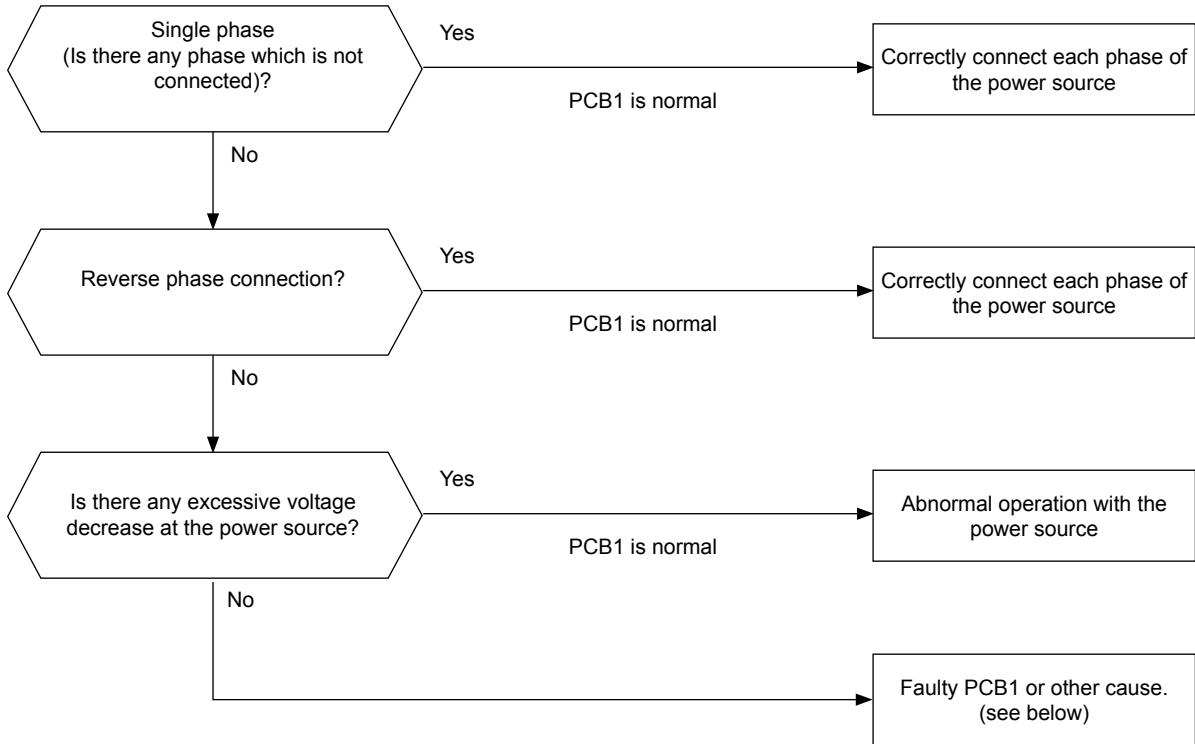 Single phase
(Is there any phase which is not
connected)?
Yes
PCB1 is normal
Correctly connect each phase of
the power source
No
Reverse phase connection?
Yes
PCB1 is normal
Correctly connect each phase of
the power source
No
Is there any excessive voltage
decrease at the power source?
Yes
PCB1 is normal
Abnormal operation with the
power source
No
Faulty PCB1 or other cause.
(see below)